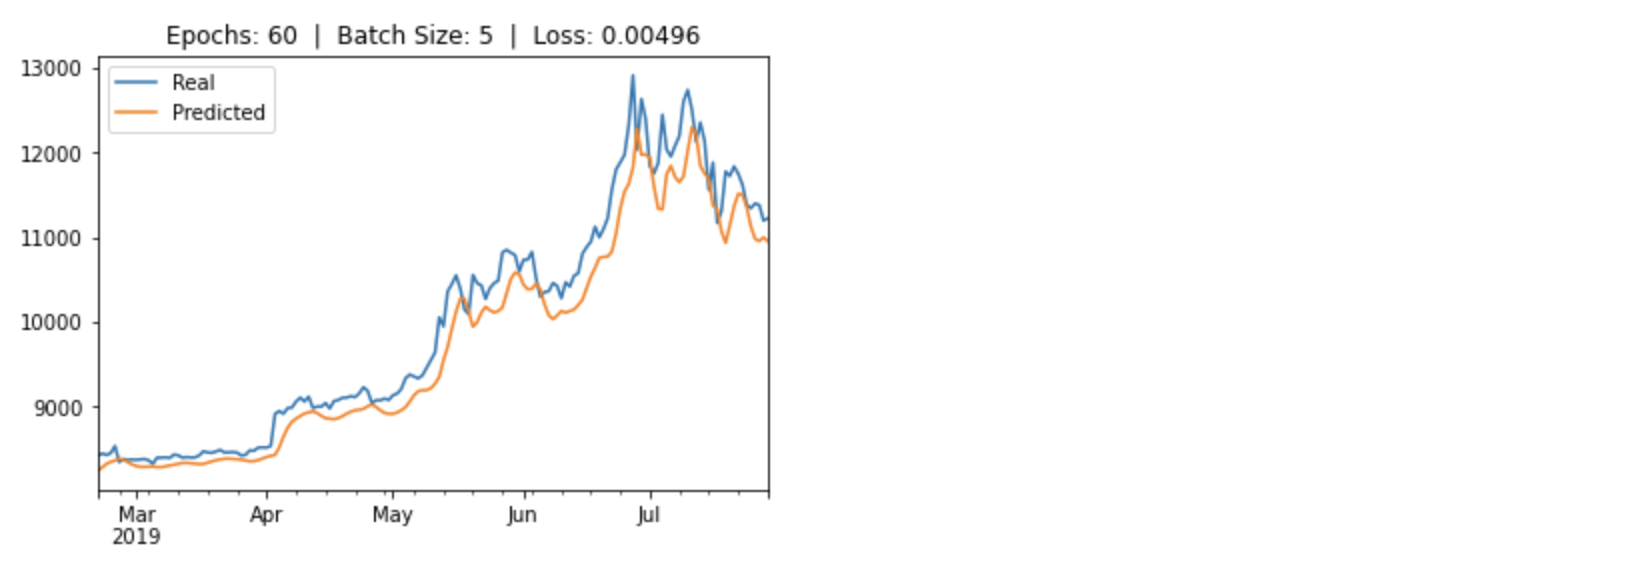 Epochs: 60 | Batch Size: 5 | Loss: 0.00496
13000
Real
Predicted
12000
11000
10000
9000
Mar Apr May Jun Jul
2019